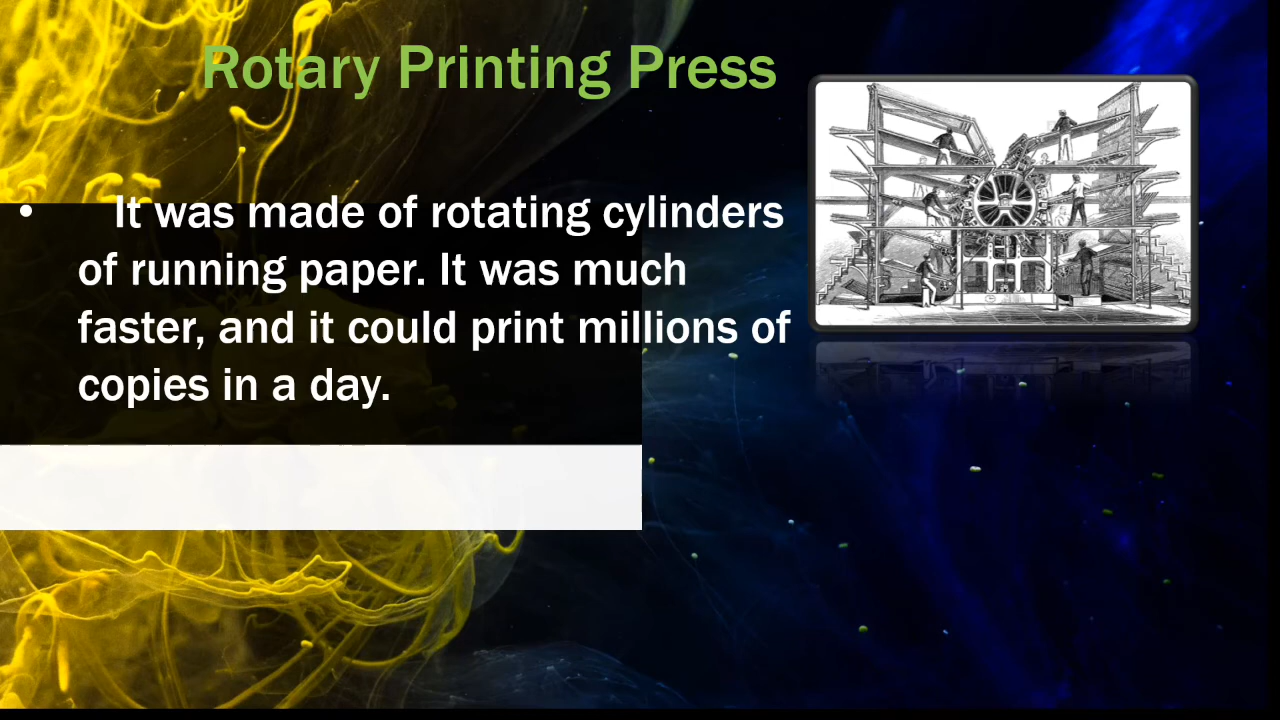 Rotary Printing Press
• It was made of rotating cylinders
of running paper. It was much
faster, and it could print millions of
copies in a day.